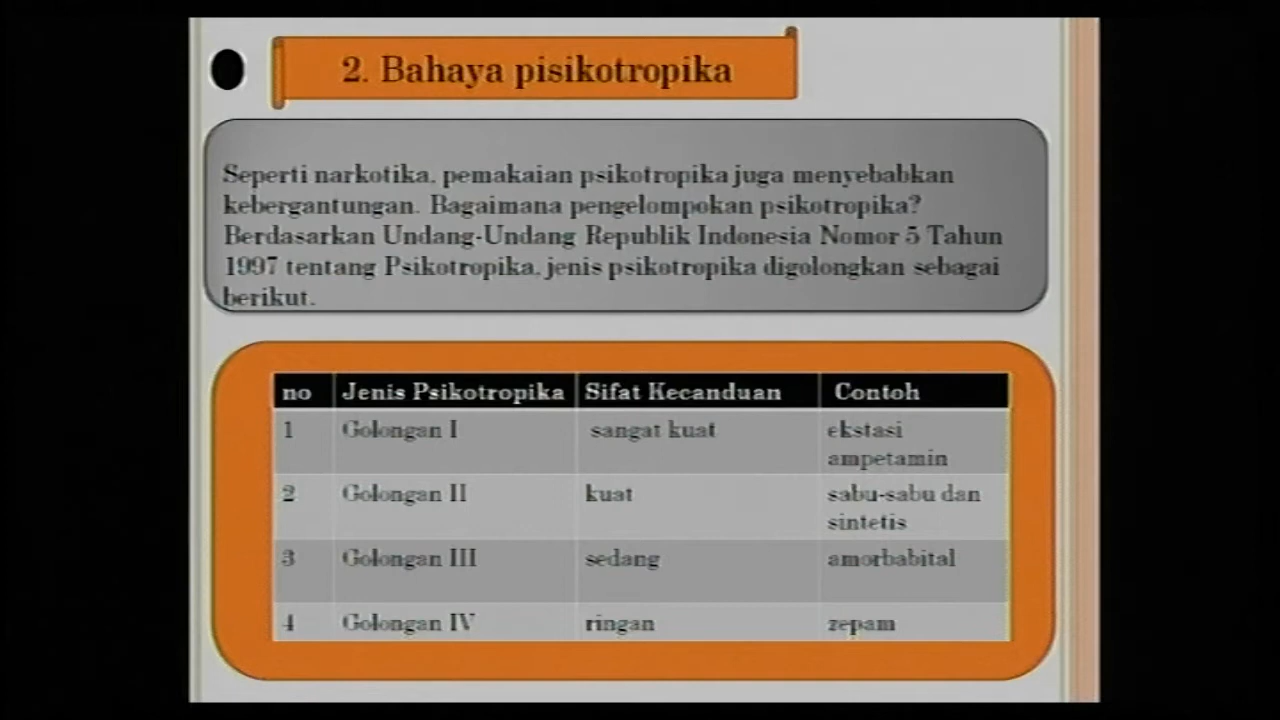 2. Bahaya pisikotropika
Seperti narkotika, pemakaian psikotropika juga menyebabkan
kebergantungan. Bagaimana pengelompokan psikotropika?
Berdasarkan Undang-Undang Republik Indonesia Nomor 5 Tahun
1997 tentang Psikotropika, jenis psikotropika digolongkan sebagai
berikut.
no Jenis Psikotropika Sifat Kecanduan Contoh
1 Golongan I sangat kuat ekstasi
ampetamin
2 Golongan II kuat sabu-sabu dan
sintetis
3 Golongan III sedang amorbabital
4 Golongan IV ringan zepam